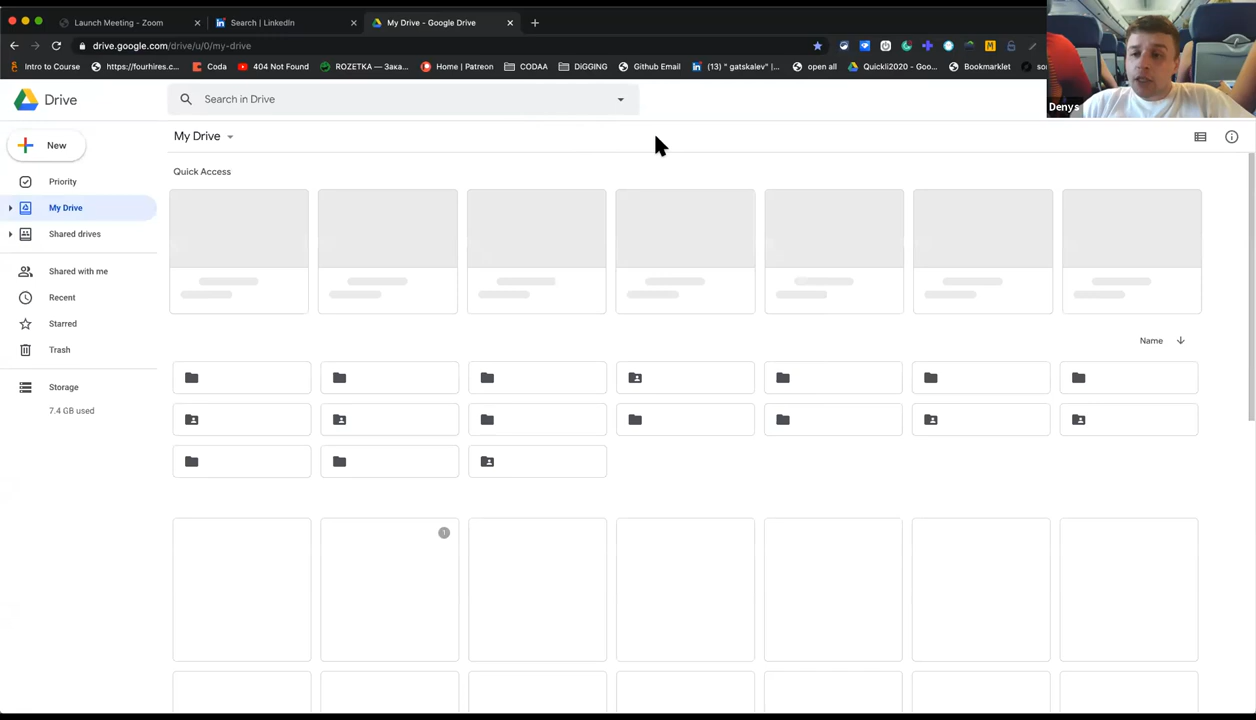 Launch Meeting - Zoom
Search | LinkedIn
My Drive - Google Drive
drive.google.com/drive/u/0/my-drive
Intro to Course
https://fourhires.c...
Coda
404 Not Found
ROZETKA — Зака...
Home | Patreon
CODAA
DiGGING
Github Email
(13) " gatskalev" |...
open all
Quickli2020 - Goo...
Bookmarklet
Denys
Drive
Search in Drive
New
My Drive
Quick Access
Priority
My Drive
Shared drives
Shared with me
Recent
Starred
Trash
Storage
7.4 GB used
Name
1